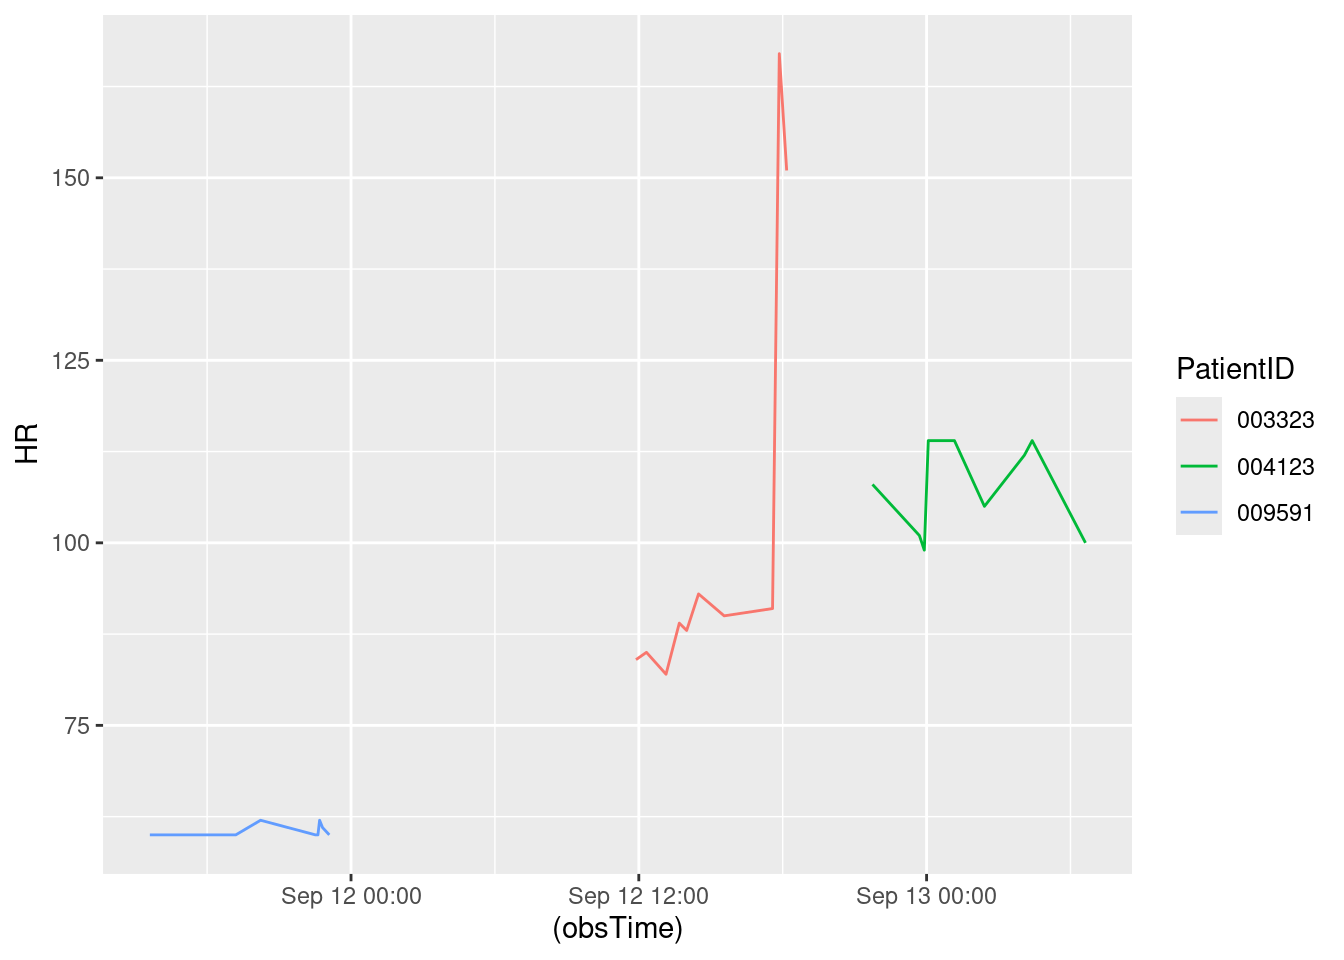 150
125
100
75
HR
Sep 12 00:00
Sep 12 12:00
Sep 13 00:00
(obsTime)
PatientID
003323
004123
009591